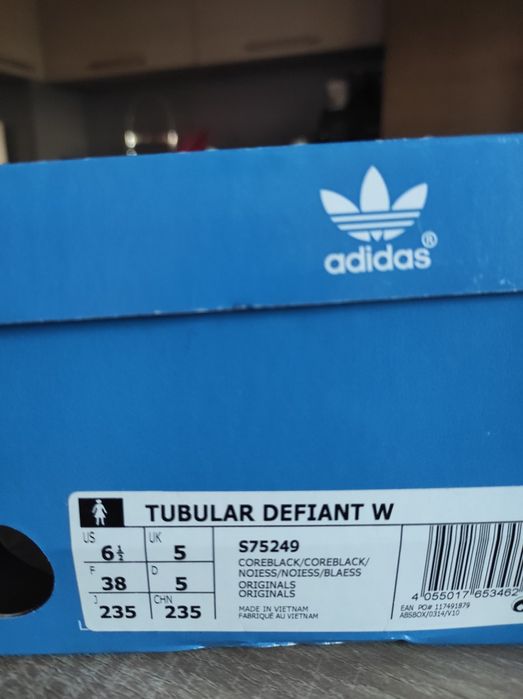 adidas®
TUBULAR DEFIANT W
US 6½ UK 5
F 38 D 5
J 235 CHN 235
S75249
COREBLACK/COREBLACK/
NOIESS/NOIESS/BLAESS
ORIGINALS
ORIGINALS
MADE IN VIETNAM
FABRIQUÉ AU VIETNAM
4 055017 653462
EAN PO# 117491879
ABSBOX/0314/V10